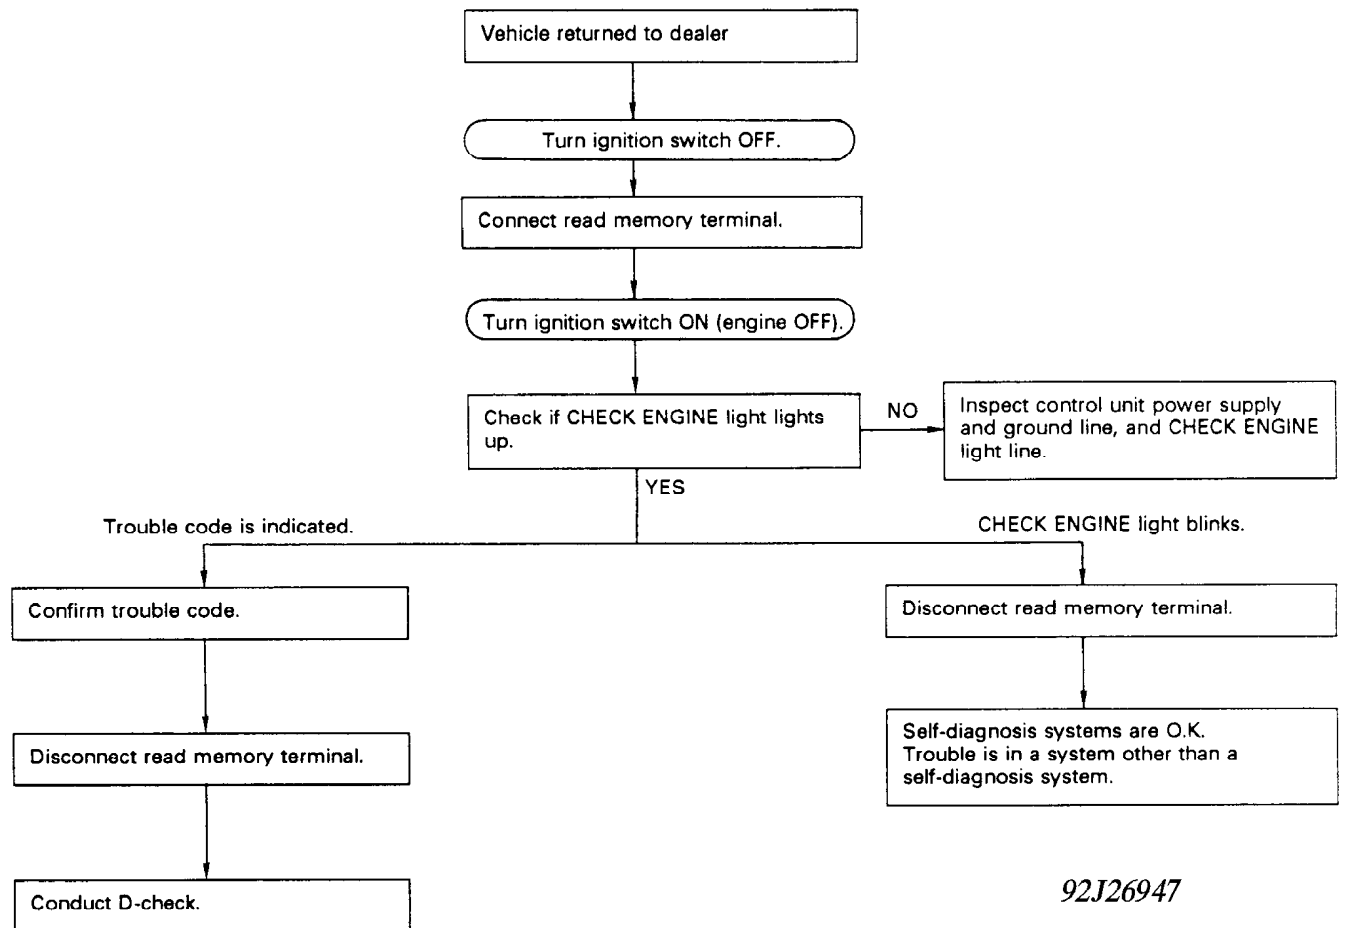 Vehicle returned to dealer
Turn ignition switch OFF.
Connect read memory terminal.
Turn ignition switch ON (engine OFF).
Check if CHECK ENGINE light lights
up.
NO
Inspect control unit power supply
and ground line, and CHECK ENGINE
light line.
YES
Trouble code is indicated.
CHECK ENGINE light blinks.
Confirm trouble code.
Disconnect read memory terminal.
Disconnect read memory terminal.
Self-diagnosis systems are O.K.
Trouble is in a system other than a
self-diagnosis system.
Conduct D-check.
92J26947